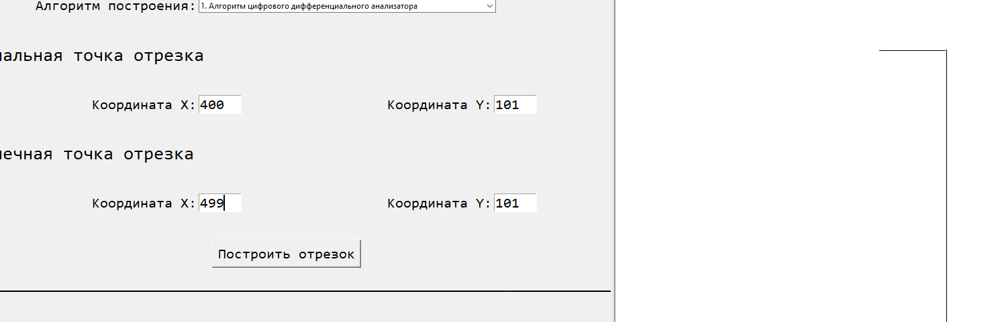 Алгоритм построения: 1. Алгоритм цифрового дифференциального анализатора
альная точка отрезка
Координата X: 400 Координата Y: 101
ечная точка отрезка
Координата X: 499 Координата Y: 101
Построить отрезок